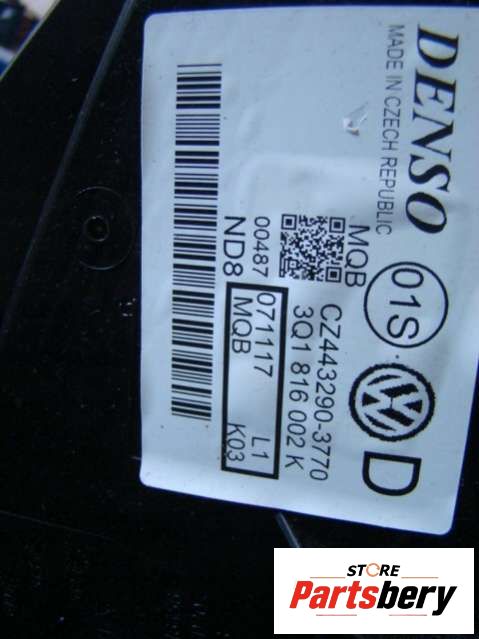 DENSO
MADE IN CZECH REPUBLIC
01S
D
MQB
CZ443290-3770
3Q1 816 002 K
00487
071117 L1
ND8
MQB K03
STORE
Partsbery